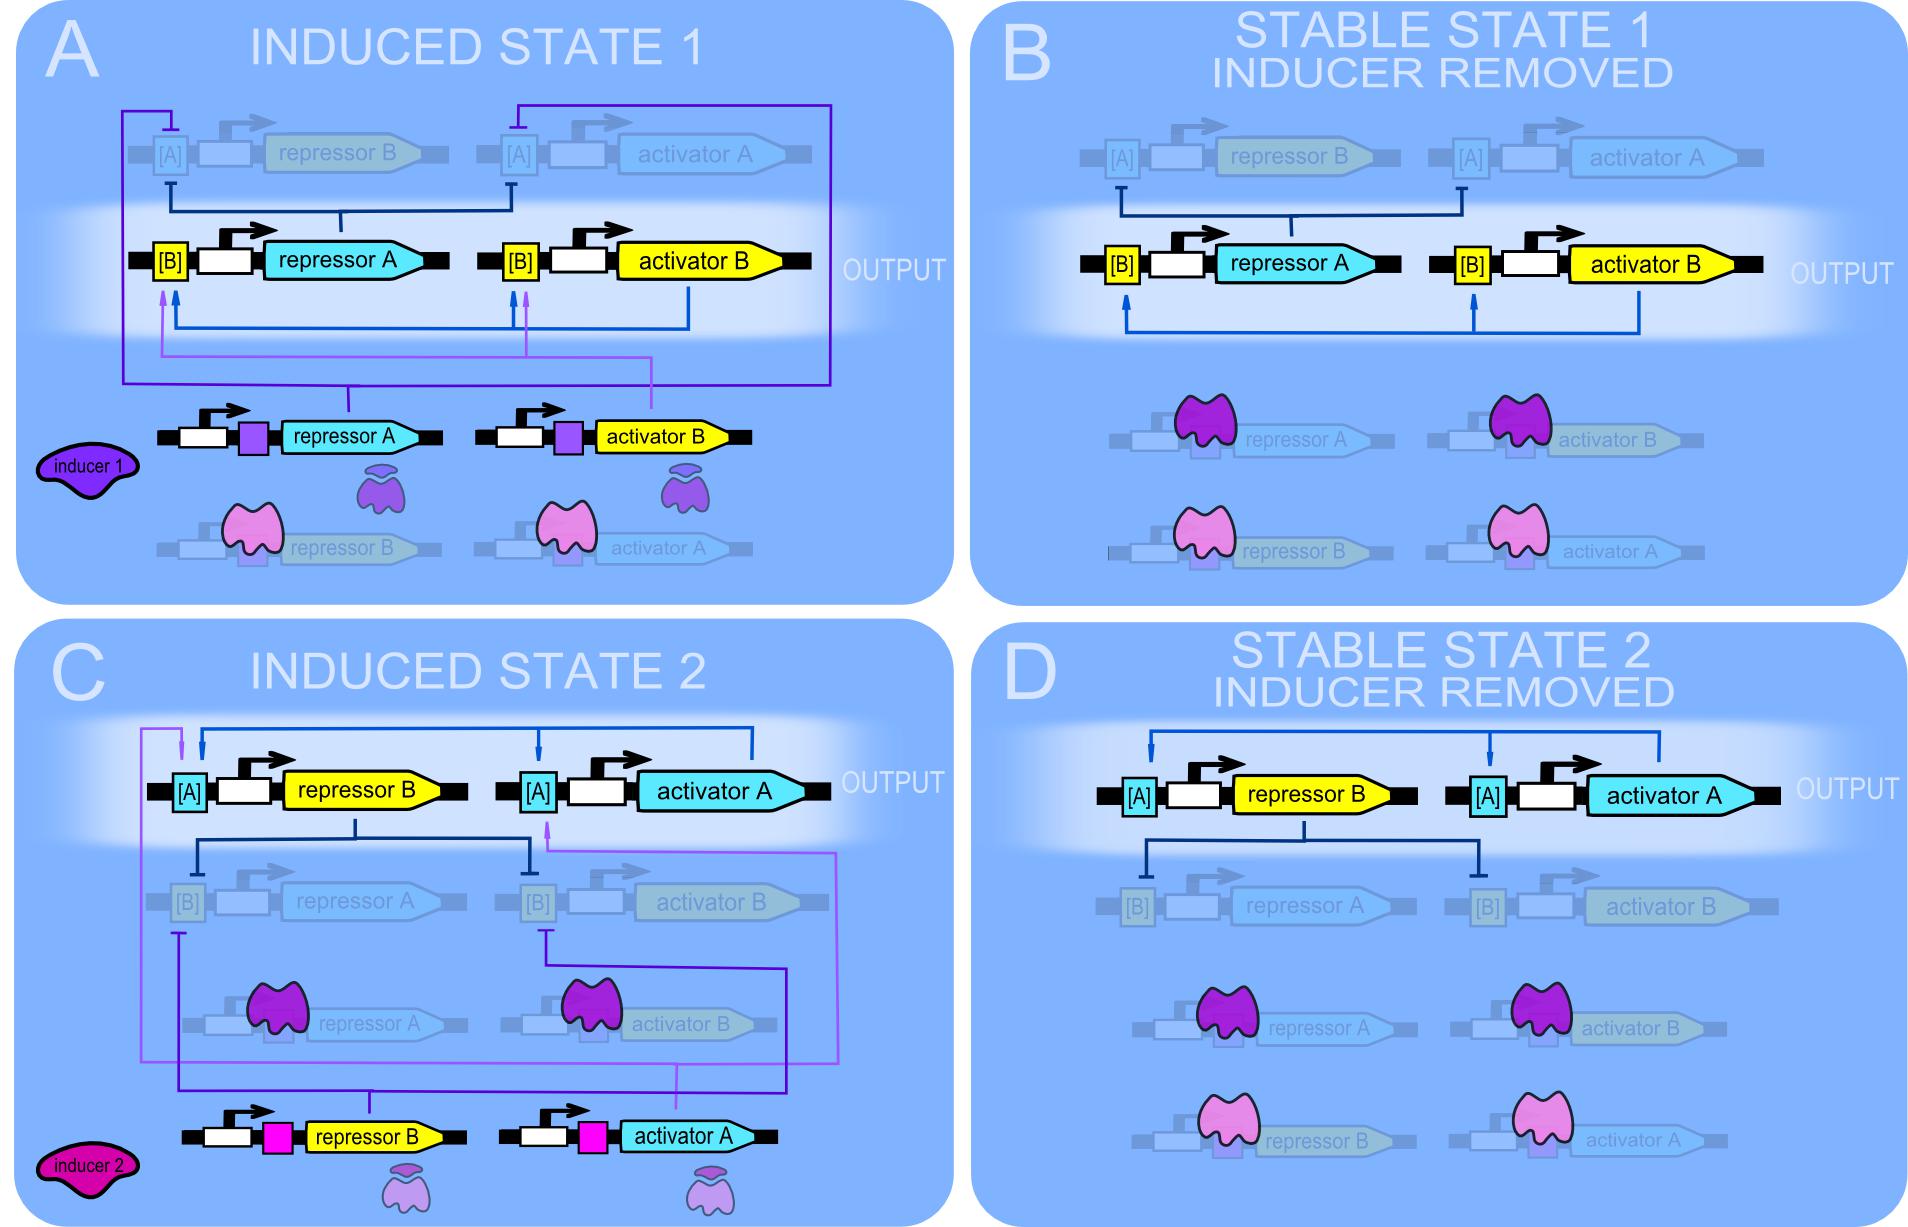 A
INDUCED STATE 1
[A]
repressor B
[A]
activator A
[B]
repressor A
[B]
activator B
OUTPUT
repressor A
activator B
inducer 1
repressor B
activator A
B
STABLE STATE 1
INDUCER REMOVED
[A]
repressor B
[A]
activator A
[B]
repressor A
[B]
activator B
OUTPUT
repressor A
activator B
repressor B
activator A
C
INDUCED STATE 2
[A]
repressor B
[A]
activator A
OUTPUT
[B]
repressor A
[B]
activator B
repressor A
activator B
repressor B
activator A
inducer 2
D
STABLE STATE 2
INDUCER REMOVED
[A]
repressor B
[A]
activator A
OUTPUT
[B]
repressor A
[B]
activator B
repressor A
activator B
repressor B
activator A